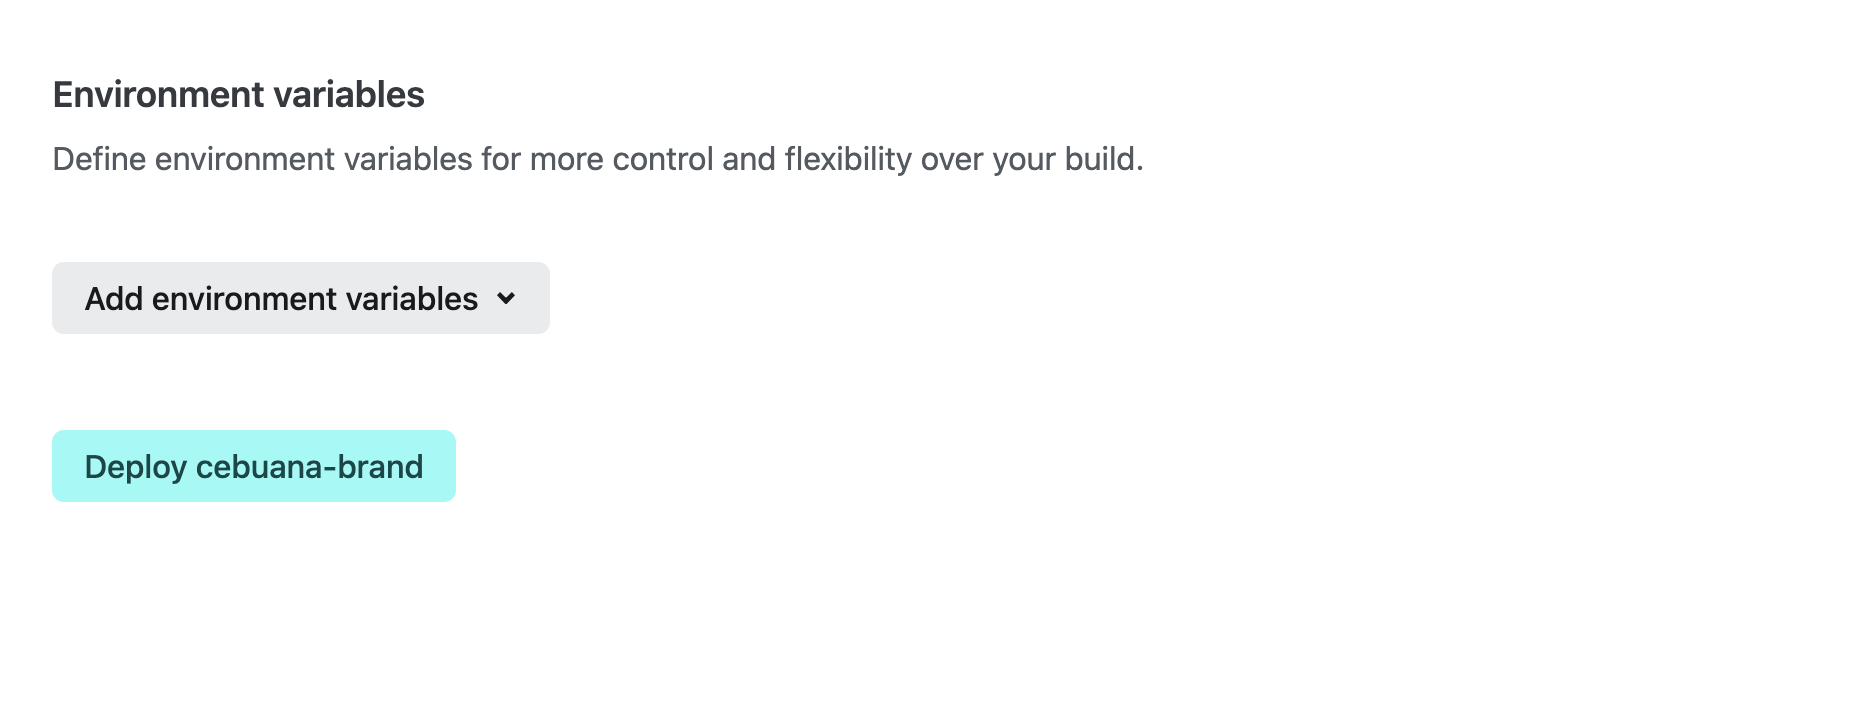 Environment variables
Define environment variables for more control and flexibility over your build.
Add environment variables
Deploy cebuana-brand